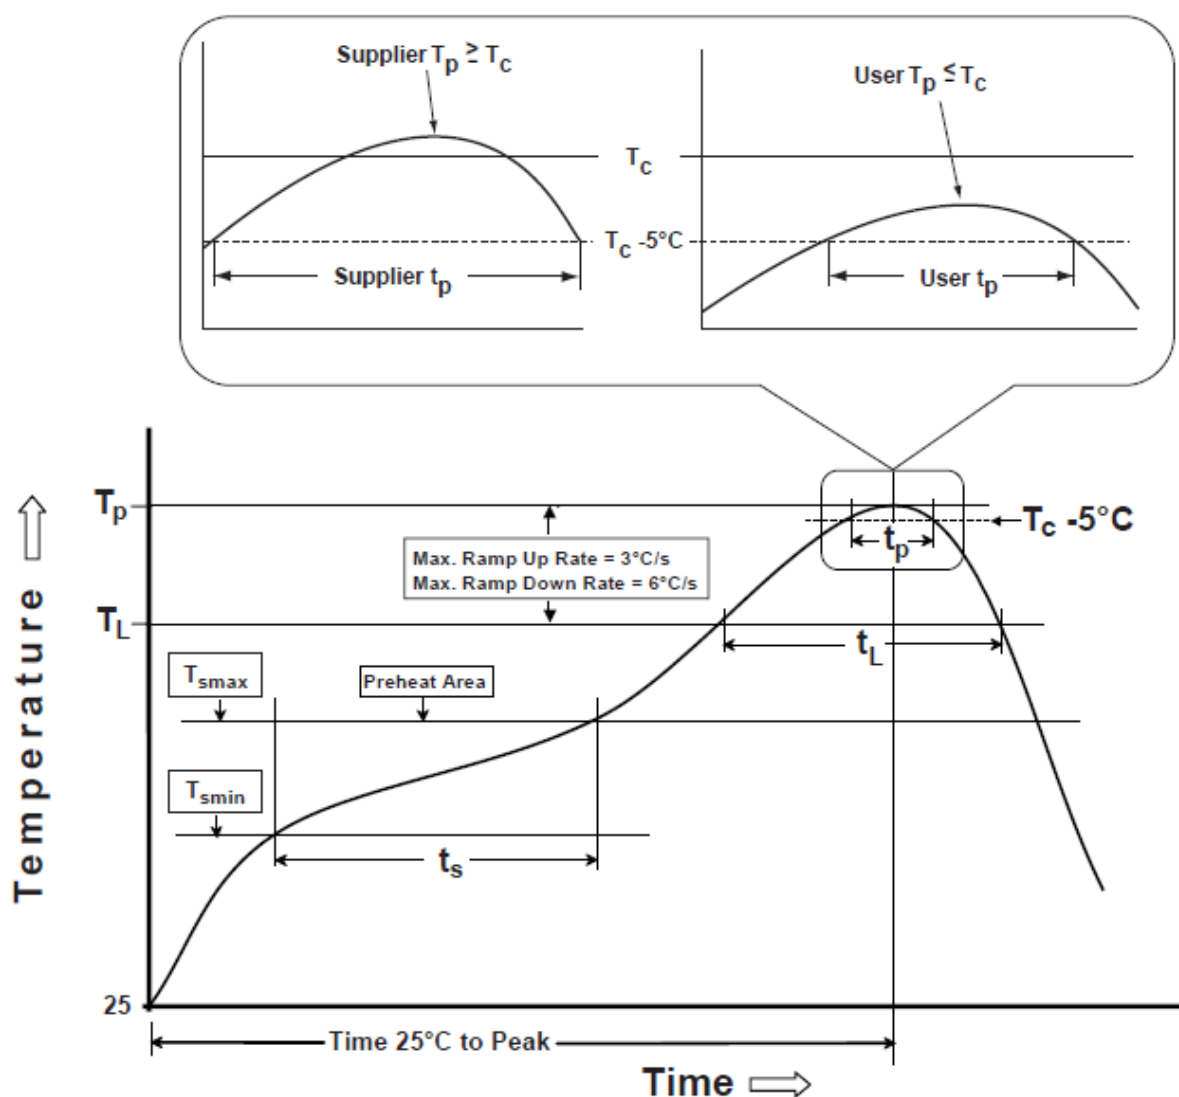 Supplier Tp ≥ Tc
User Tp ≤ Tc
Tc
Tc -5°C
Supplier tp
User tp
Tp
Tc -5°C
tp
Max. Ramp Up Rate = 3°C/s
Max. Ramp Down Rate = 6°C/s
TL
tL
Tsmax
Preheat Area
Tsmin
ts
Temperature
25
Time 25°C to Peak
Time